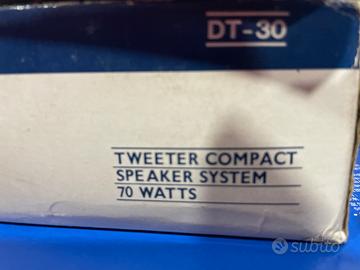 DT-30
TWEETER COMPACT
SPEAKER SYSTEM
70 WATTS
subito